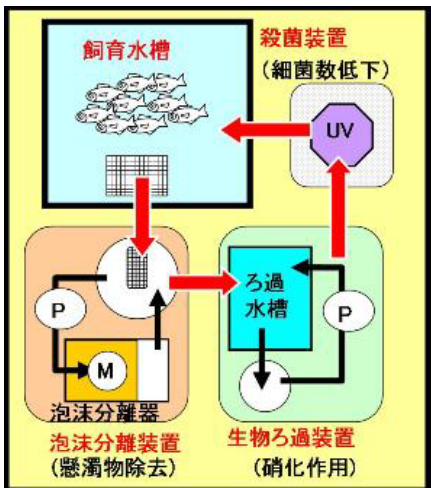 飼育水槽
殺菌装置
(細菌数低下)
UV
P
M
泡沫分離器
泡沫分離装置
(懸濁物除去)
ろ過
水槽
P
生物ろ過装置
(硝化作用)